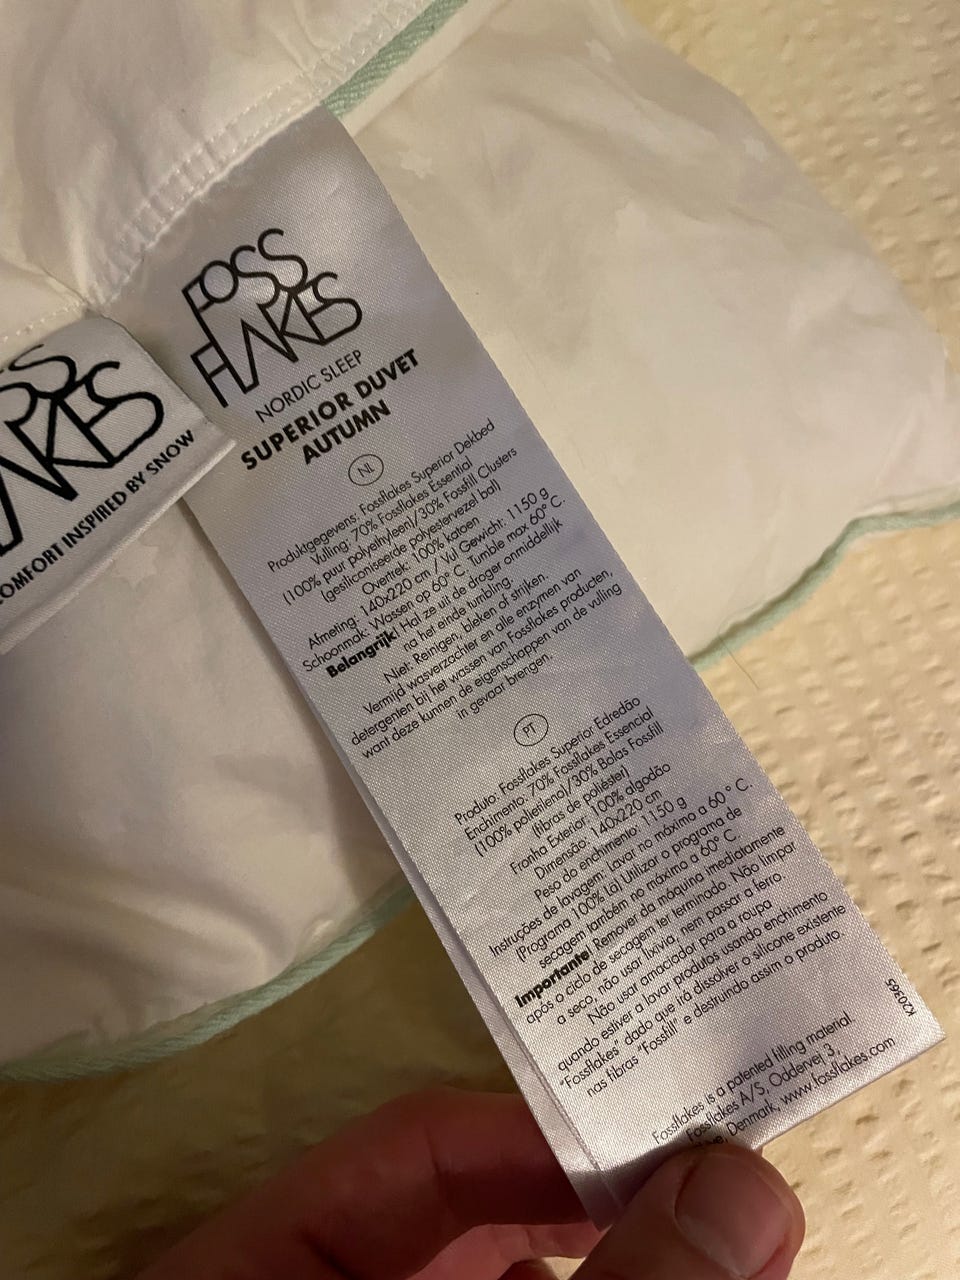 FOSS
FLAKES
NORDIC SLEEP
SUPERIOR DUVET
AUTUMN
NL
Produktgegevens: Fossflakes Superior Dekbed
Vulling: 70% Fossflakes Essential
(100% puur polyethyleen)/30% Fossfill Clusters
(gesiliconiseerde polyestervezel bal)
Overtek: 100% katoen
Afmeting: 140x220 cm / Vul Gewicht: 1150 g
Schoonmak: Wassen op 60° C. Tumble max 60° C.
Belangrijk! Hal ze uit de droger onmiddellijk
na het einde tumbling.
Niet: Reinigen, bleken of strijken.
Vermijd wasverzachter en alle enzymen van
detergenten bij het wassen van Fossflakes producten,
want deze kunnen de eigenschappen van de vulling
in gevaar brengen.
PT
Produto: Fossflakes Superior Edredão
Enchimento: 70% Fossflakes Essencial
(100% polietileno)/30% Bolas Fossfill
(fibras de poliéster)
Fronha Exterior: 100% algodão
Dimensão: 140x220 cm
Peso do enchimento: 1150 g
Instruções de lavagem: Lavar no máximo a 60° C.
(Programa 100% Lã) Utilizar o programa de
secagem também no máximo a 60° C.
Importante! Remover da máquina imediatamente
após o ciclo de secagem ter terminado. Não limpar
a seco, não usar lixívia, nem passar a ferro.
Não usar amaciador para a roupa
quando estiver a lavar produtos usando enchimento
"Fossflakes" dado que irá dissolver o silicone existente
nas fibras "Fossfill" e destruindo assim o produto.
K22065
Fossflakes is a patented filling material.
Fossflakes A/S, Oddervej 3,
Denmark, www.fossflakes.com
COMFORT INSPIRED BY SNOW